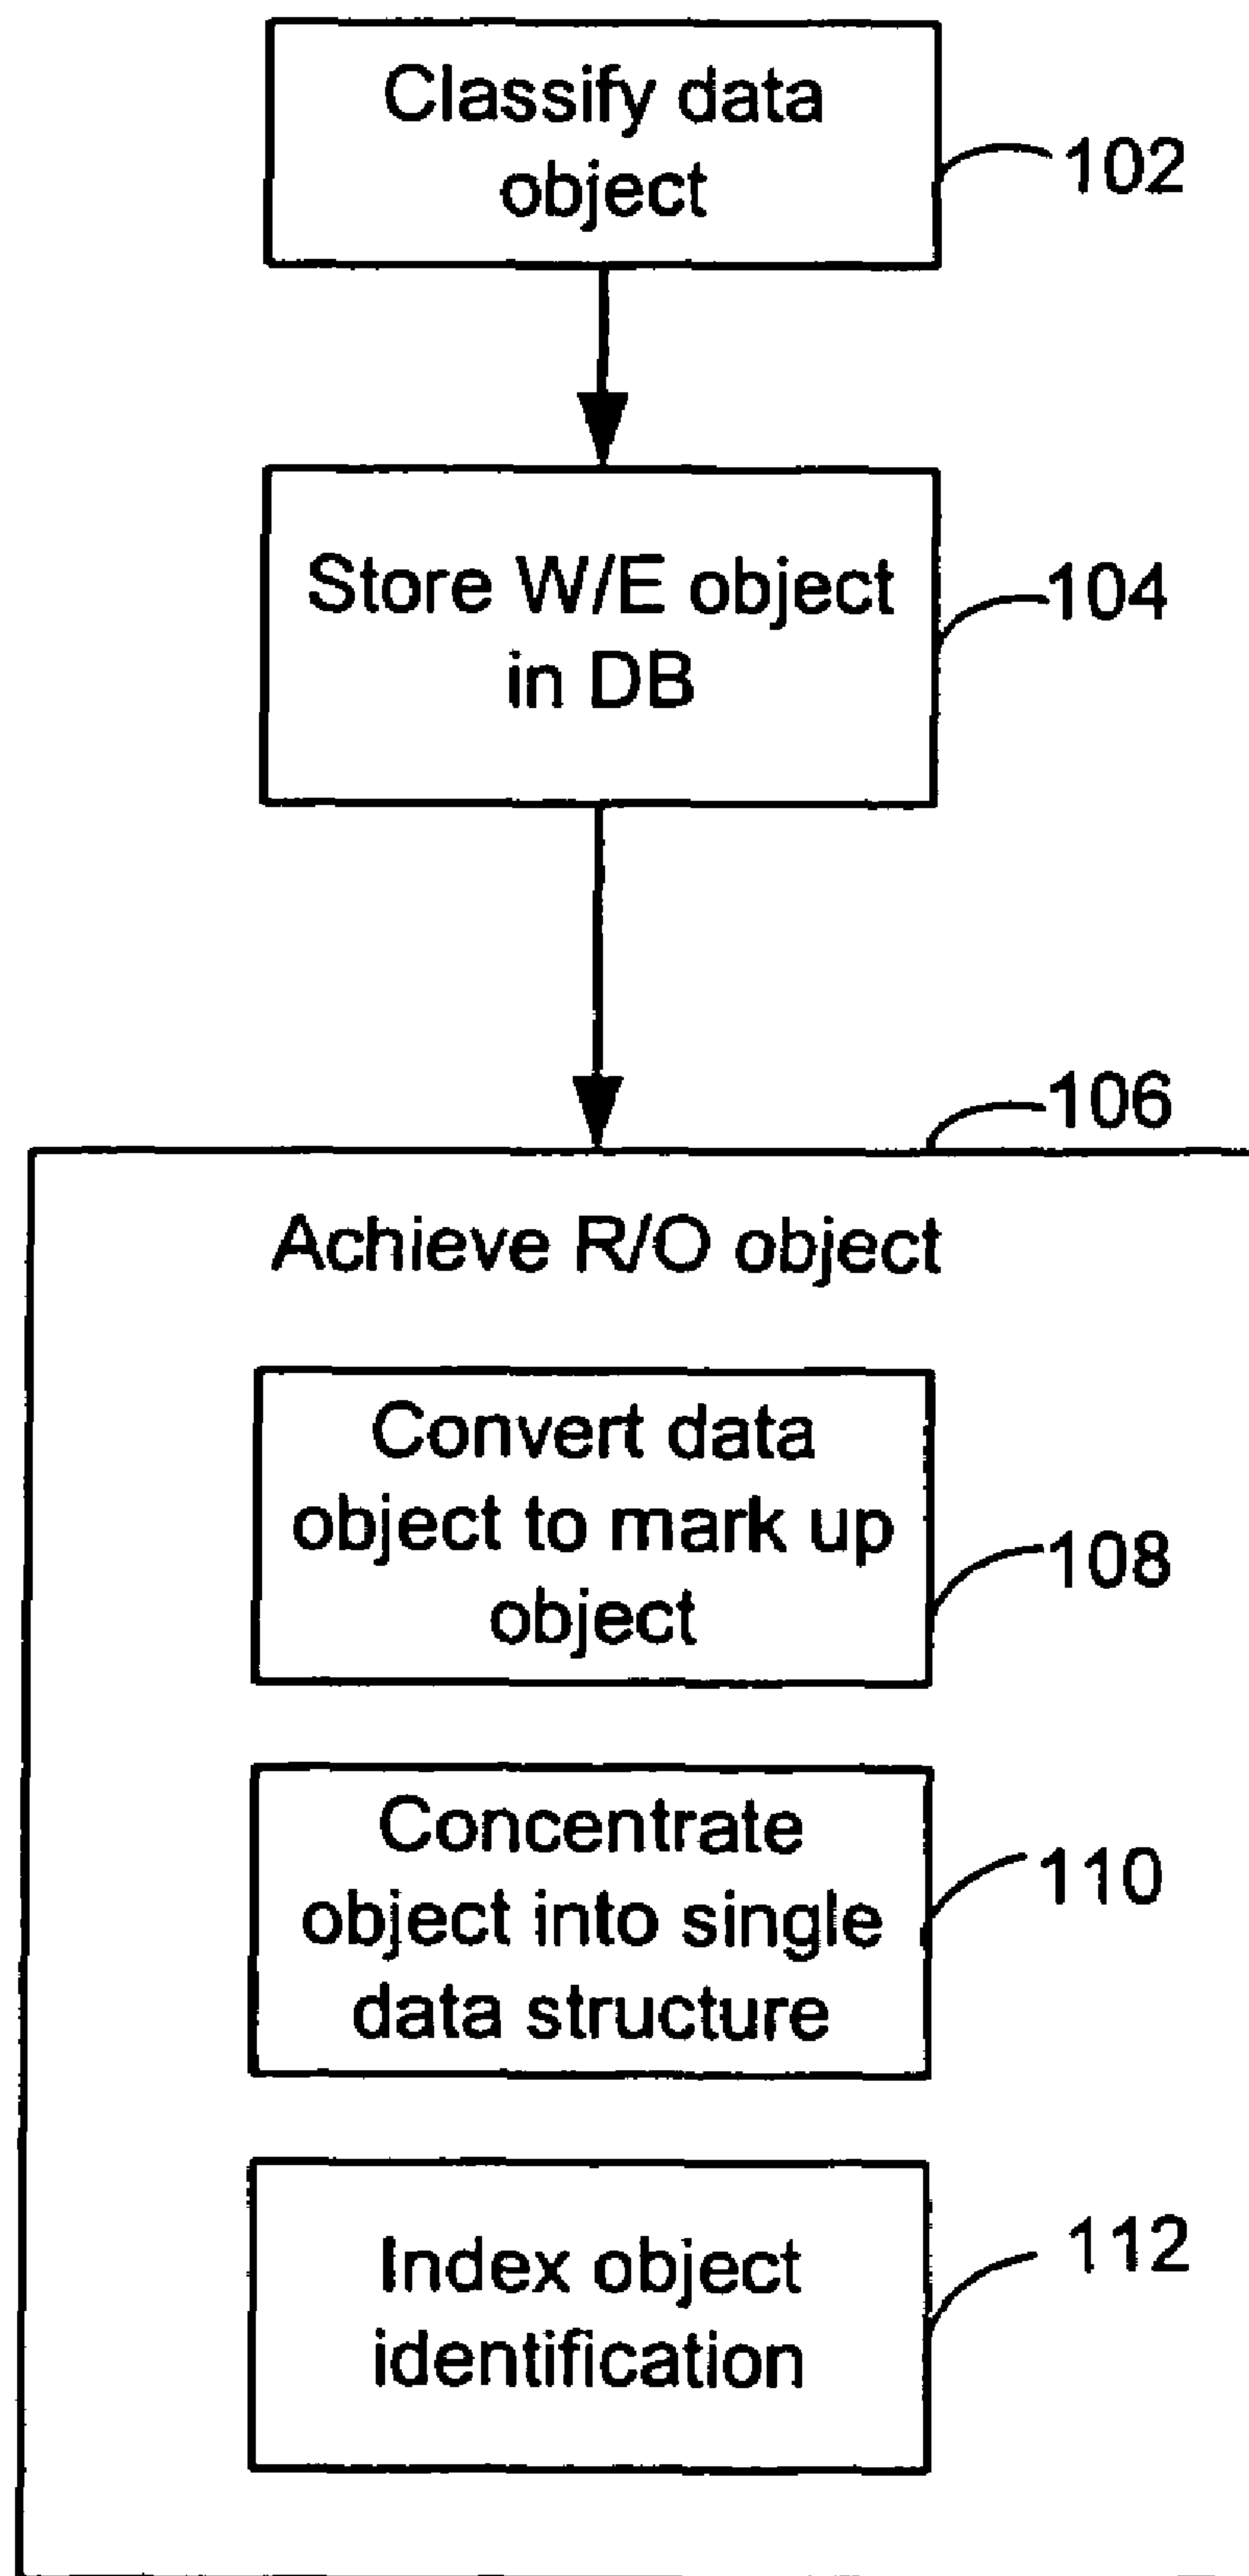 Classify data
object
102
Store W/E object
in DB
104
106
Achieve R/O object
Convert data
object to mark up
object
108
Concentrate
object into single
data structure
110
Index object
identification
112